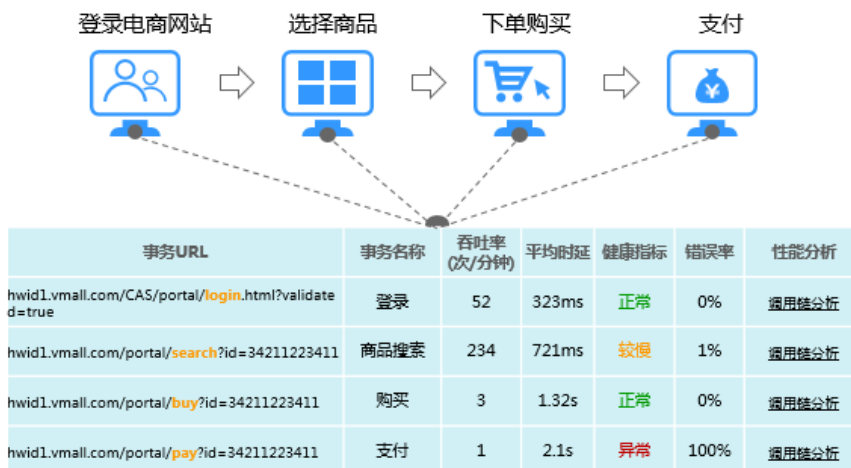 登录电商网站 选择商品 下单购买 支付
¥
事务URL 事务名称 吞吐率 平均时延 健康指标 错误率 性能分析
(次/分钟)
hwid1.vmall.com/CAS/portal/login.html?validate 登录 52 323ms 正常 0% 调用链分析
d=true
hwid1.vmall.com/portal/search?id=34211223411 商品搜索 234 721ms 较慢 1% 调用链分析
hwid1.vmall.com/portal/buy?id=34211223411 购买 3 1.32s 正常 0% 调用链分析
hwid1.vmall.com/portal/pay?id=34211223411 支付 1 2.1s 异常 100% 调用链分析